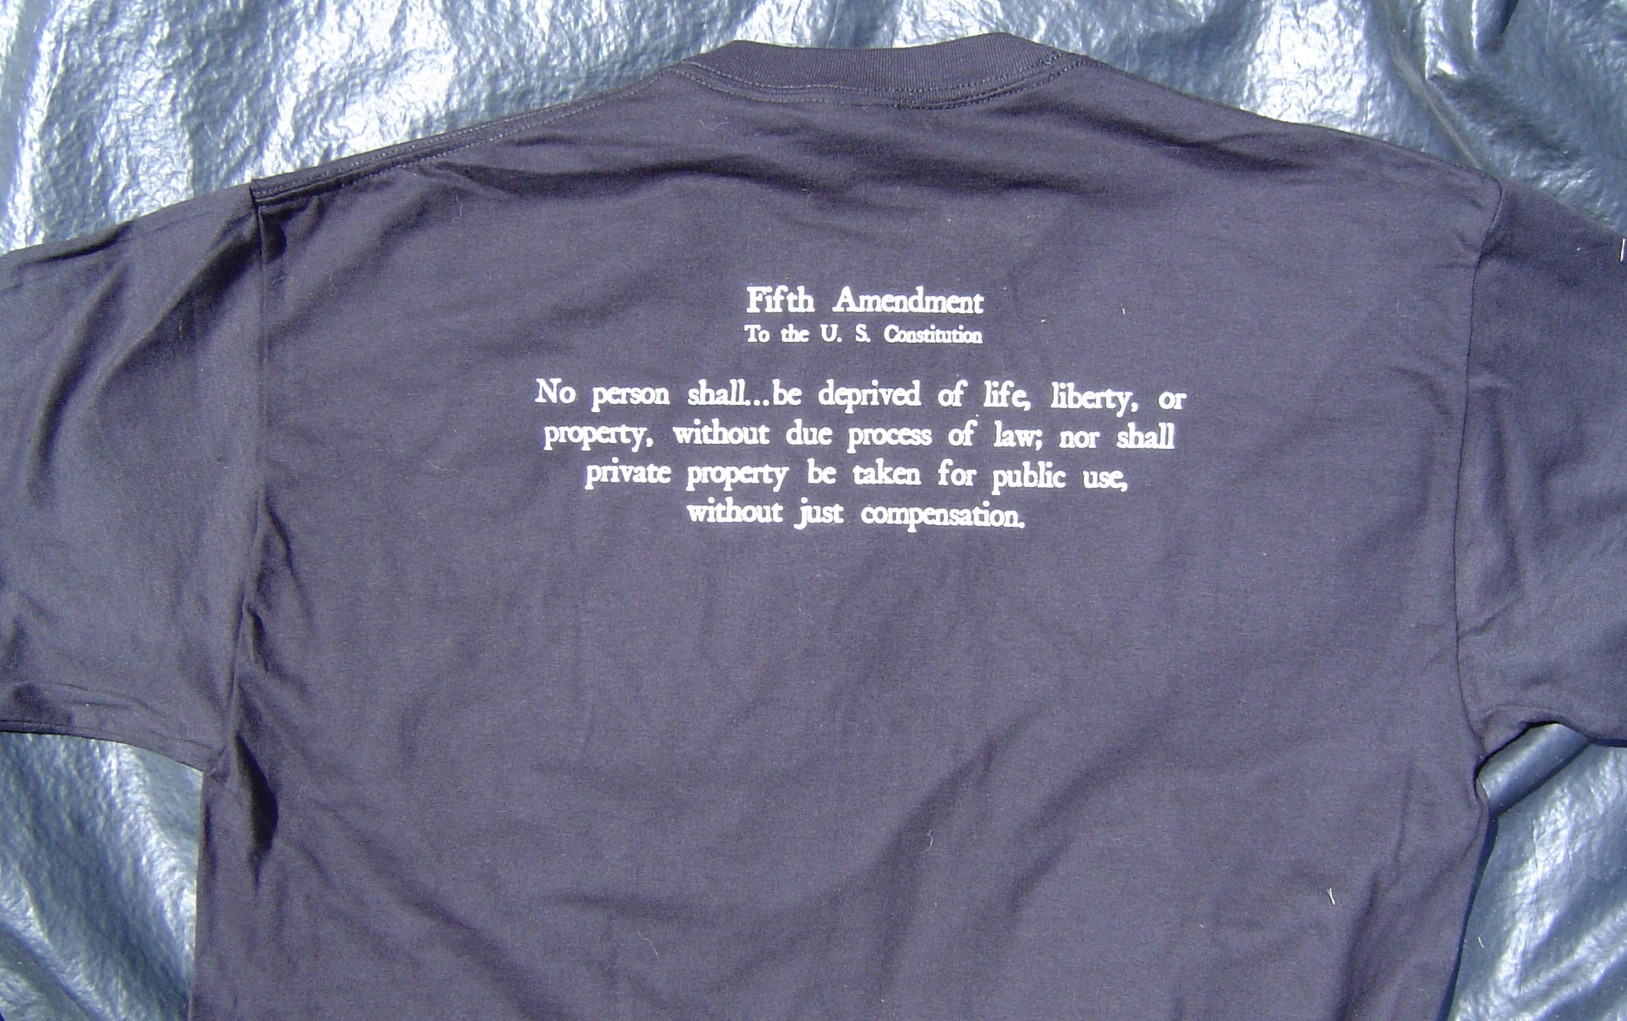 Fifth Amendment
To the U. S. Constitution
No person shall...be deprived of life, liberty, or
property, without due process of law; nor shall
private property be taken for public use,
without just compensation.